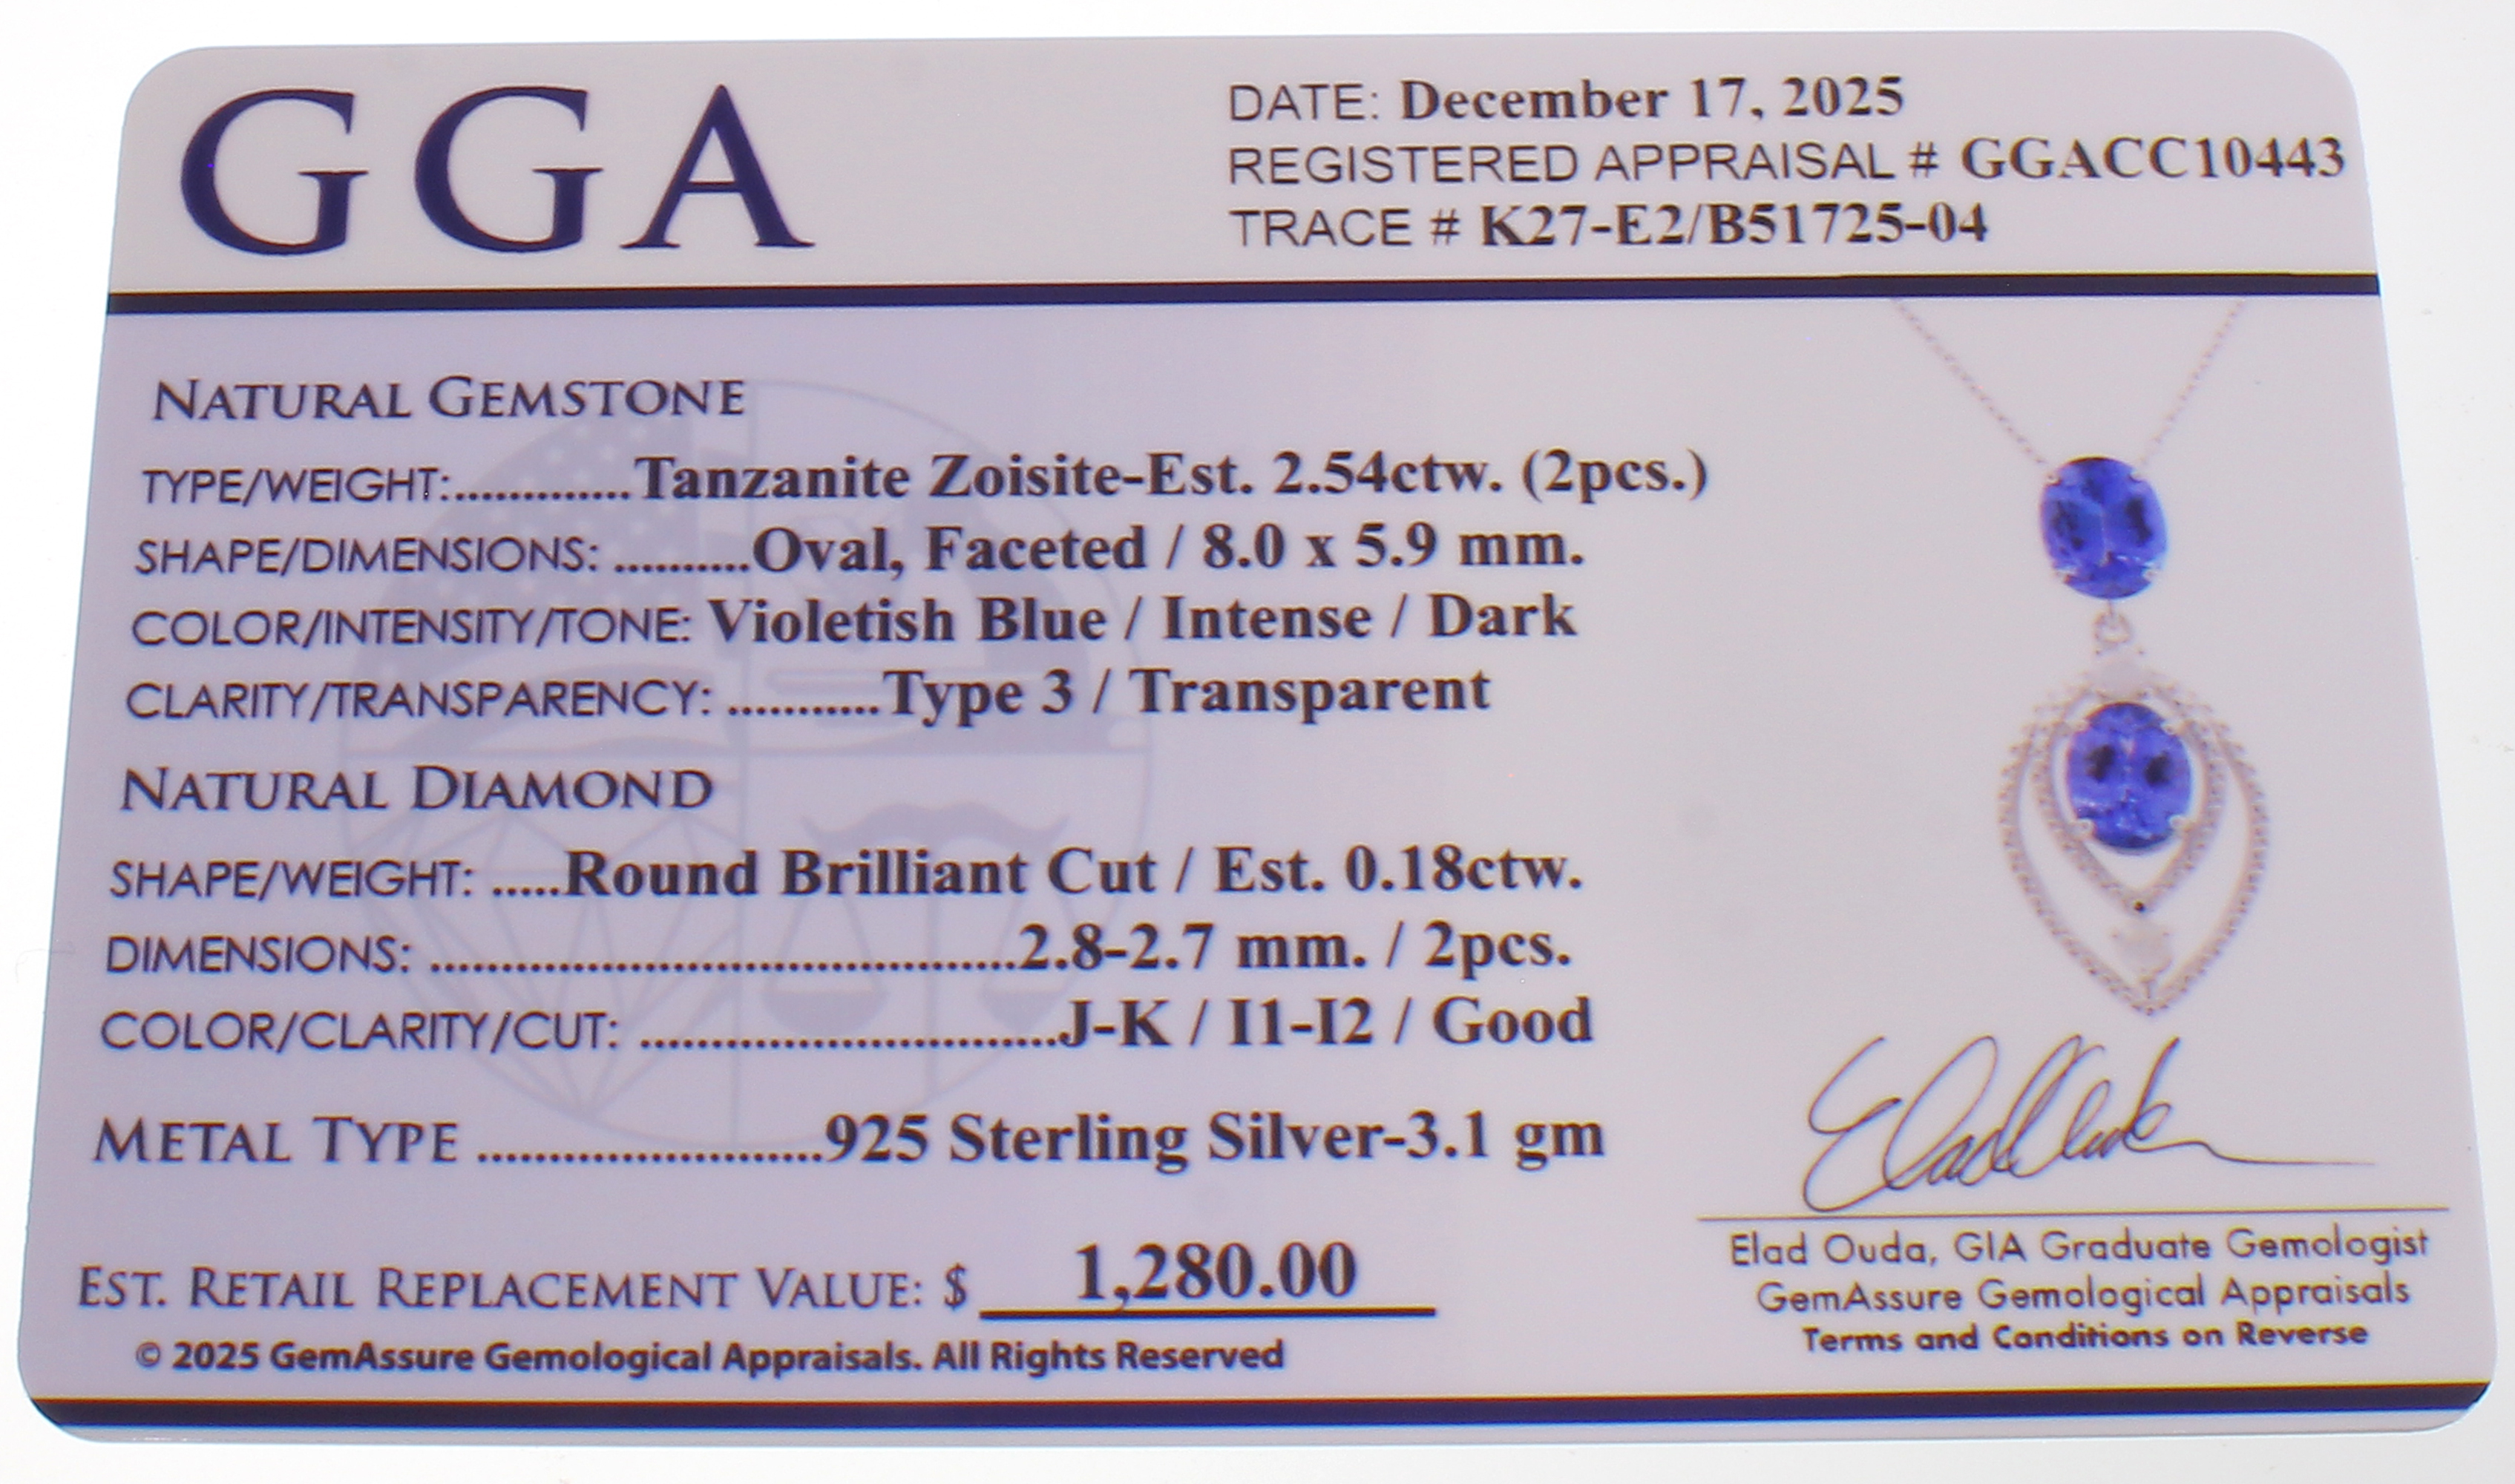 GGA
DATE: December 17, 2025
REGISTERED APPRAISAL # GGACC10443
TRACE # K27-E2/B51725-04
NATURAL GEMSTONE
TYPE/WEIGHT:.............Tanzanite Zoisite-Est. 2.54ctw. (2pcs.)
SHAPE/DIMENSIONS: ..........Oval, Faceted / 8.0 x 5.9 mm.
COLOR/INTENSITY/TONE: Violetish Blue / Intense / Dark
CLARITY/TRANSPARENCY: ...........Type 3 / Transparent
NATURAL DIAMOND
SHAPE/WEIGHT: .....Round Brilliant Cut / Est. 0.18ctw.
DIMENSIONS: ..........................................2.8-2.7 mm. / 2pcs.
COLOR/CLARITY/CUT: ..............................J-K / I1-I2 / Good
METAL TYPE .........................925 Sterling Silver-3.1 gm
EST. RETAIL REPLACEMENT VALUE: $ 1,280.00
© 2025 GemAssure Gemological Appraisals. All Rights Reserved
Elad Ouda
Elad Ouda, GIA Graduate Gemologist
GemAssure Gemological Appraisals
Terms and Conditions on Reverse